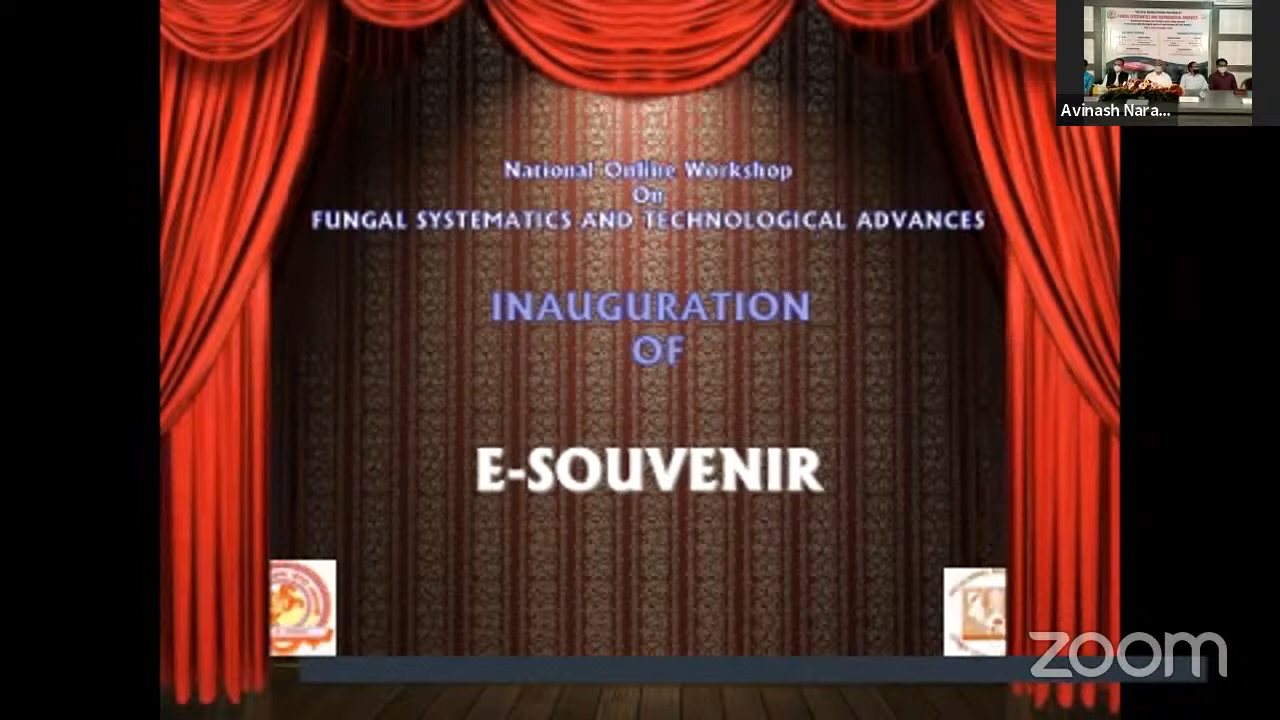 National Online Workshop
On
FUNGAL SYSTEMATICS AND TECHNOLOGICAL ADVANCES
INAUGURATION
OF
E-SOUVENIR
Avinash Nara...
zoom